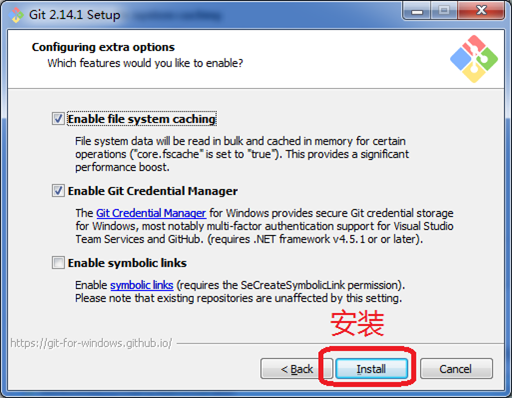 Git 2.14.1 Setup
Configuring extra options
Which features would you like to enable?
Enable file system caching
File system data will be read in bulk and cached in memory for certain
operations ("core.fscache" is set to "true"). This provides a significant
performance boost.
Enable Git Credential Manager
The Git Credential Manager for Windows provides secure Git credential storage
for Windows, most notably multi-factor authentication support for Visual Studio
Team Services and GitHub. (requires .NET framework v4.5.1 or or later).
Enable symbolic links
Enable symbolic links (requires the SeCreateSymbolicLink permission).
Please note that existing repositories are unaffected by this setting.
安装
https://git-for-windows.github.io/
< Back
Install
Cancel